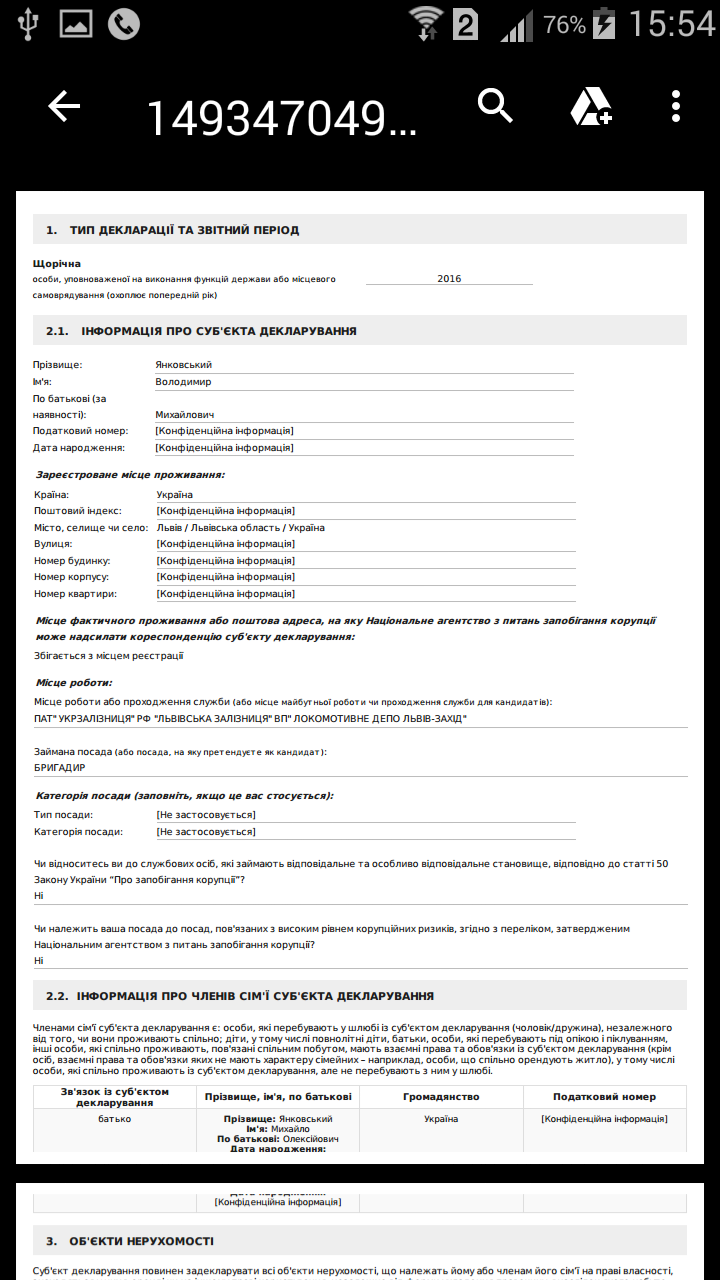 2 76% 15:54
149347049...
1. ТИП ДЕКЛАРАЦІЇ ТА ЗВІТНИЙ ПЕРІОД
Щорічна
особи, уповноваженої на виконання функцій держави або місцевого 2016
самоврядування (охоплює попередній рік)
2.1. ІНФОРМАЦІЯ ПРО СУБ'ЄКТА ДЕКЛАРУВАННЯ
Прізвище: Янковський
Ім'я: Володимир
По батькові (за
наявності): Михайлович
Податковий номер: [Конфіденційна інформація]
Дата народження: [Конфіденційна інформація]
Зареєстроване місце проживання:
Країна: Україна
Поштовий індекс: [Конфіденційна інформація]
Місто, селище чи село: Львів / Львівська область / Україна
Вулиця: [Конфіденційна інформація]
Номер будинку: [Конфіденційна інформація]
Номер корпусу: [Конфіденційна інформація]
Номер квартири: [Конфіденційна інформація]
Місце фактичного проживання або поштова адреса, на яку Національне агентство з питань запобігання корупції
може надсилати кореспонденцію суб'єкту декларування:
Збігається з місцем реєстрації
Місце роботи:
Місце роботи або проходження служби (або місце майбутньої роботи чи проходження служби для кандидатів):
ПАТ" УКРЗАЛІЗНИЦЯ" РФ "ЛЬВІВСЬКА ЗАЛІЗНИЦЯ" ВП" ЛОКОМОТИВНЕ ДЕПО ЛЬВІВ-ЗАХІД"
Займана посада (або посада, на яку претендуєте як кандидат):
БРИГАДИР
Категорія посади (заповніть, якщо це вас стосується):
Тип посади: [Не застосовується]
Категорія посади: [Не застосовується]
Чи відноситесь ви до службових осіб, які займають відповідальне та особливо відповідальне становище, відповідно до статті 50
Закону України “Про запобігання корупції”?
Ні
Чи належить ваша посада до посад, пов'язаних з високим рівнем корупційних ризиків, згідно з переліком, затвердженим
Національним агентством з питань запобігання корупції?
Ні
2.2. ІНФОРМАЦІЯ ПРО ЧЛЕНІВ СІМ'Ї СУБ'ЄКТА ДЕКЛАРУВАННЯ
Членами сім'ї суб'єкта декларування є: особи, які перебувають у шлюбі із суб'єктом декларування (чоловік/дружина), незалежно
від того, чи вони проживають спільно; діти, у тому числі повнолітні діти, батьки, особи, які перебувають під опікою і піклуванням,
інші особи, які спільно проживають, пов'язані спільним побутом, мають взаємні права та обов'язки із суб'єктом декларування (крім
осіб, взаємні права та обов'язки яких не мають характеру сімейних – наприклад, особи, що спільно орендують житло), у тому числі
особи, які спільно проживають із суб'єктом декларування, але не перебувають з ним у шлюбі.
Зв'язок із суб'єктом
декларування Прізвище, ім'я, по батькові Громадянство Податковий номер
батько Прізвище: Янковський Україна [Конфіденційна інформація]
Ім'я: Михайло
По батькові: Олексійович
Дата народження:
[Конфіденційна інформація]
3. ОБ'ЄКТИ НЕРУХОМОСТІ
Суб'єкт декларування повинен задекларувати всі об'єкти нерухомості, що належать йому або членам його сім'ї на праві власності,